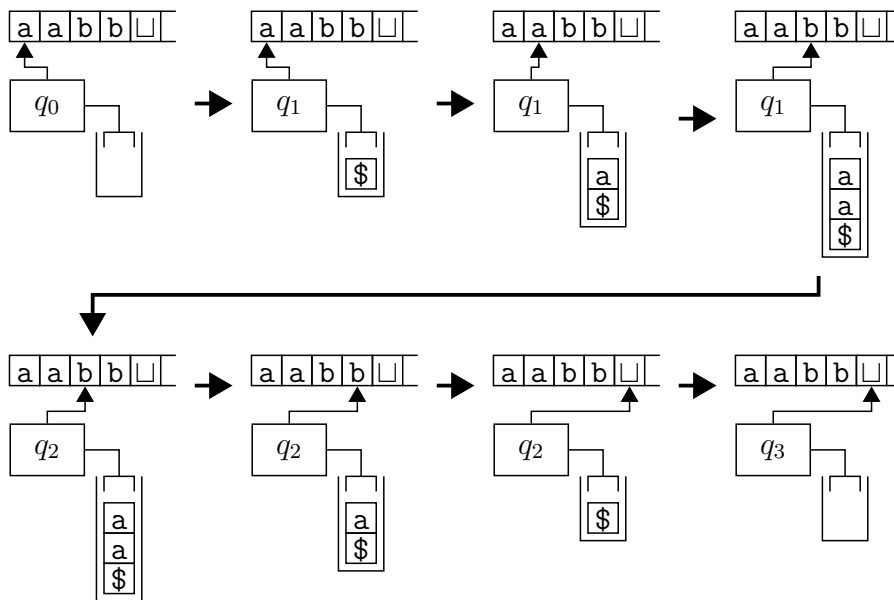 a a b b ⊔ a a b b ⊔ a a b b ⊔ a a b b ⊔
q₀ q₁ q₁ q₁
$ a a
$ a
$
a a b b ⊔ a a b b ⊔ a a b b ⊔ a a b b ⊔
q₂ q₂ q₂ q₃
a a $
a $
$